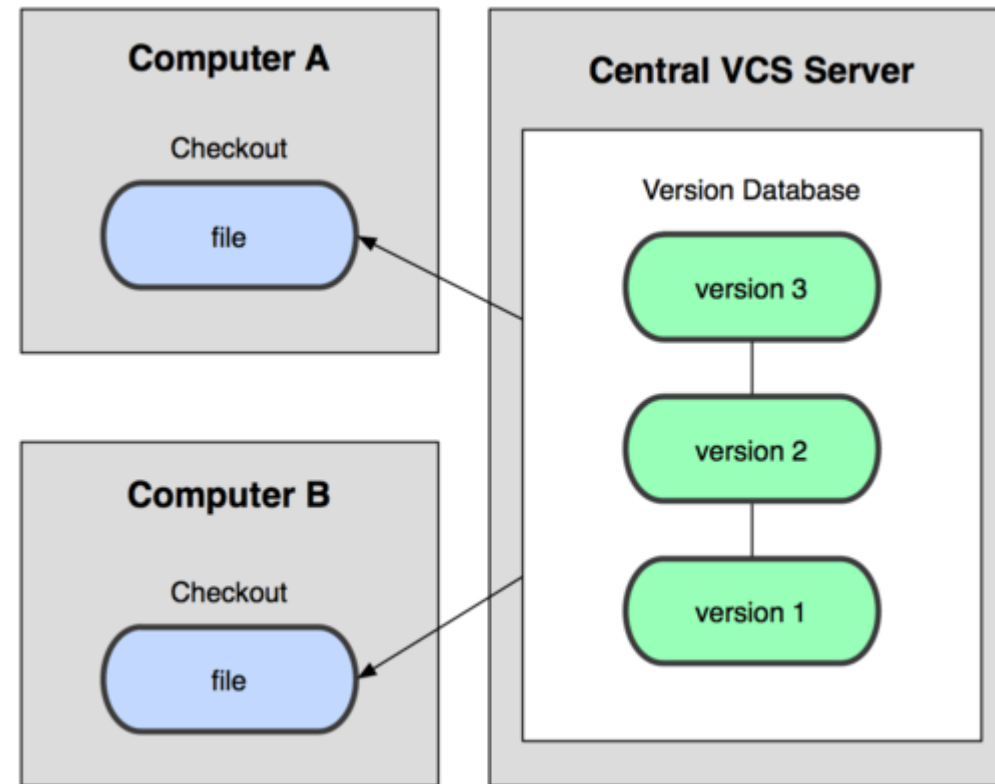 Computer A
Checkout
file
Computer B
Checkout
file
Central VCS Server
Version Database
version 3
version 2
version 1